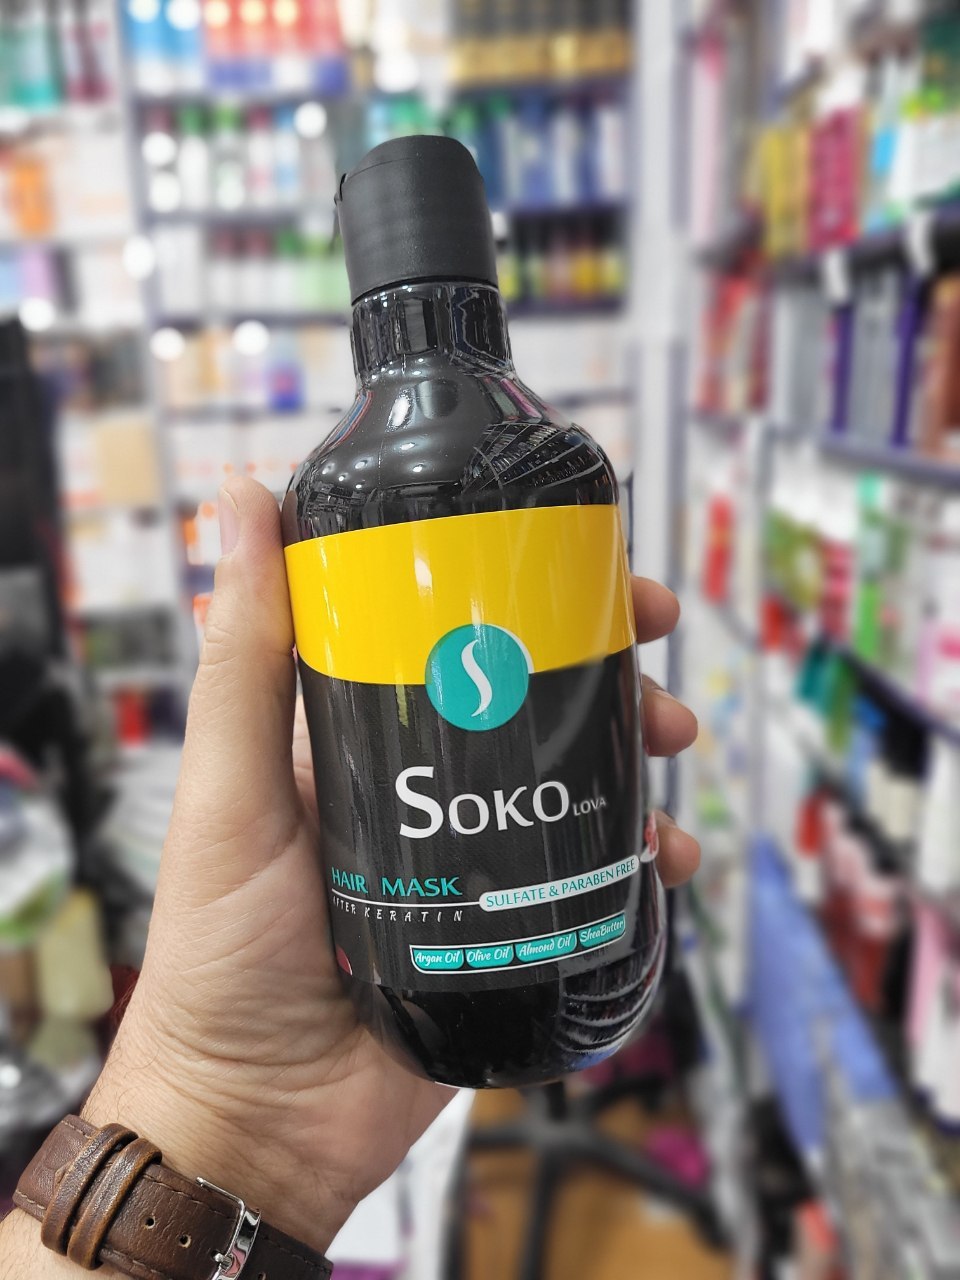 S
SOKO LOVA
HAIR MASK
AFTER KERATIN
SULFATE & PARABEN FREE
Argan Oil Olive Oil Almond Oil SheaButter